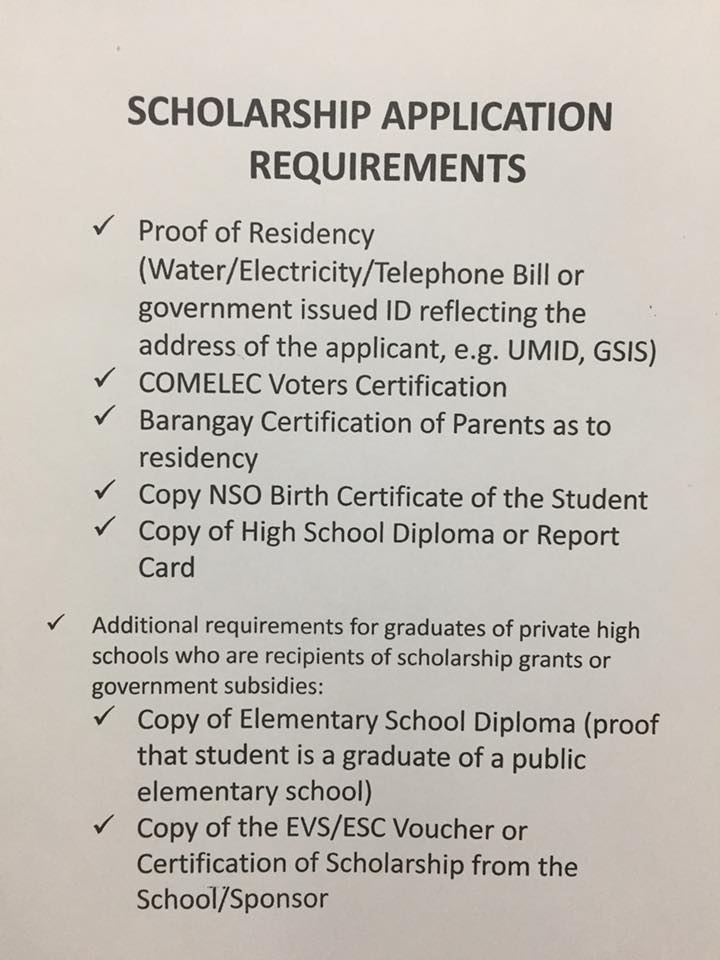 SCHOLARSHIP APPLICATION
REQUIREMENTS
✓ Proof of Residency
(Water/Electricity/Telephone Bill or
government issued ID reflecting the
address of the applicant, e.g. UMID, GSIS)
✓ COMELEC Voters Certification
✓ Barangay Certification of Parents as to
residency
✓ Copy NSO Birth Certificate of the Student
✓ Copy of High School Diploma or Report
Card
✓ Additional requirements for graduates of private high
schools who are recipients of scholarship grants or
government subsidies:
✓ Copy of Elementary School Diploma (proof
that student is a graduate of a public
elementary school)
✓ Copy of the EVS/ESC Voucher or
Certification of Scholarship from the
School/Sponsor